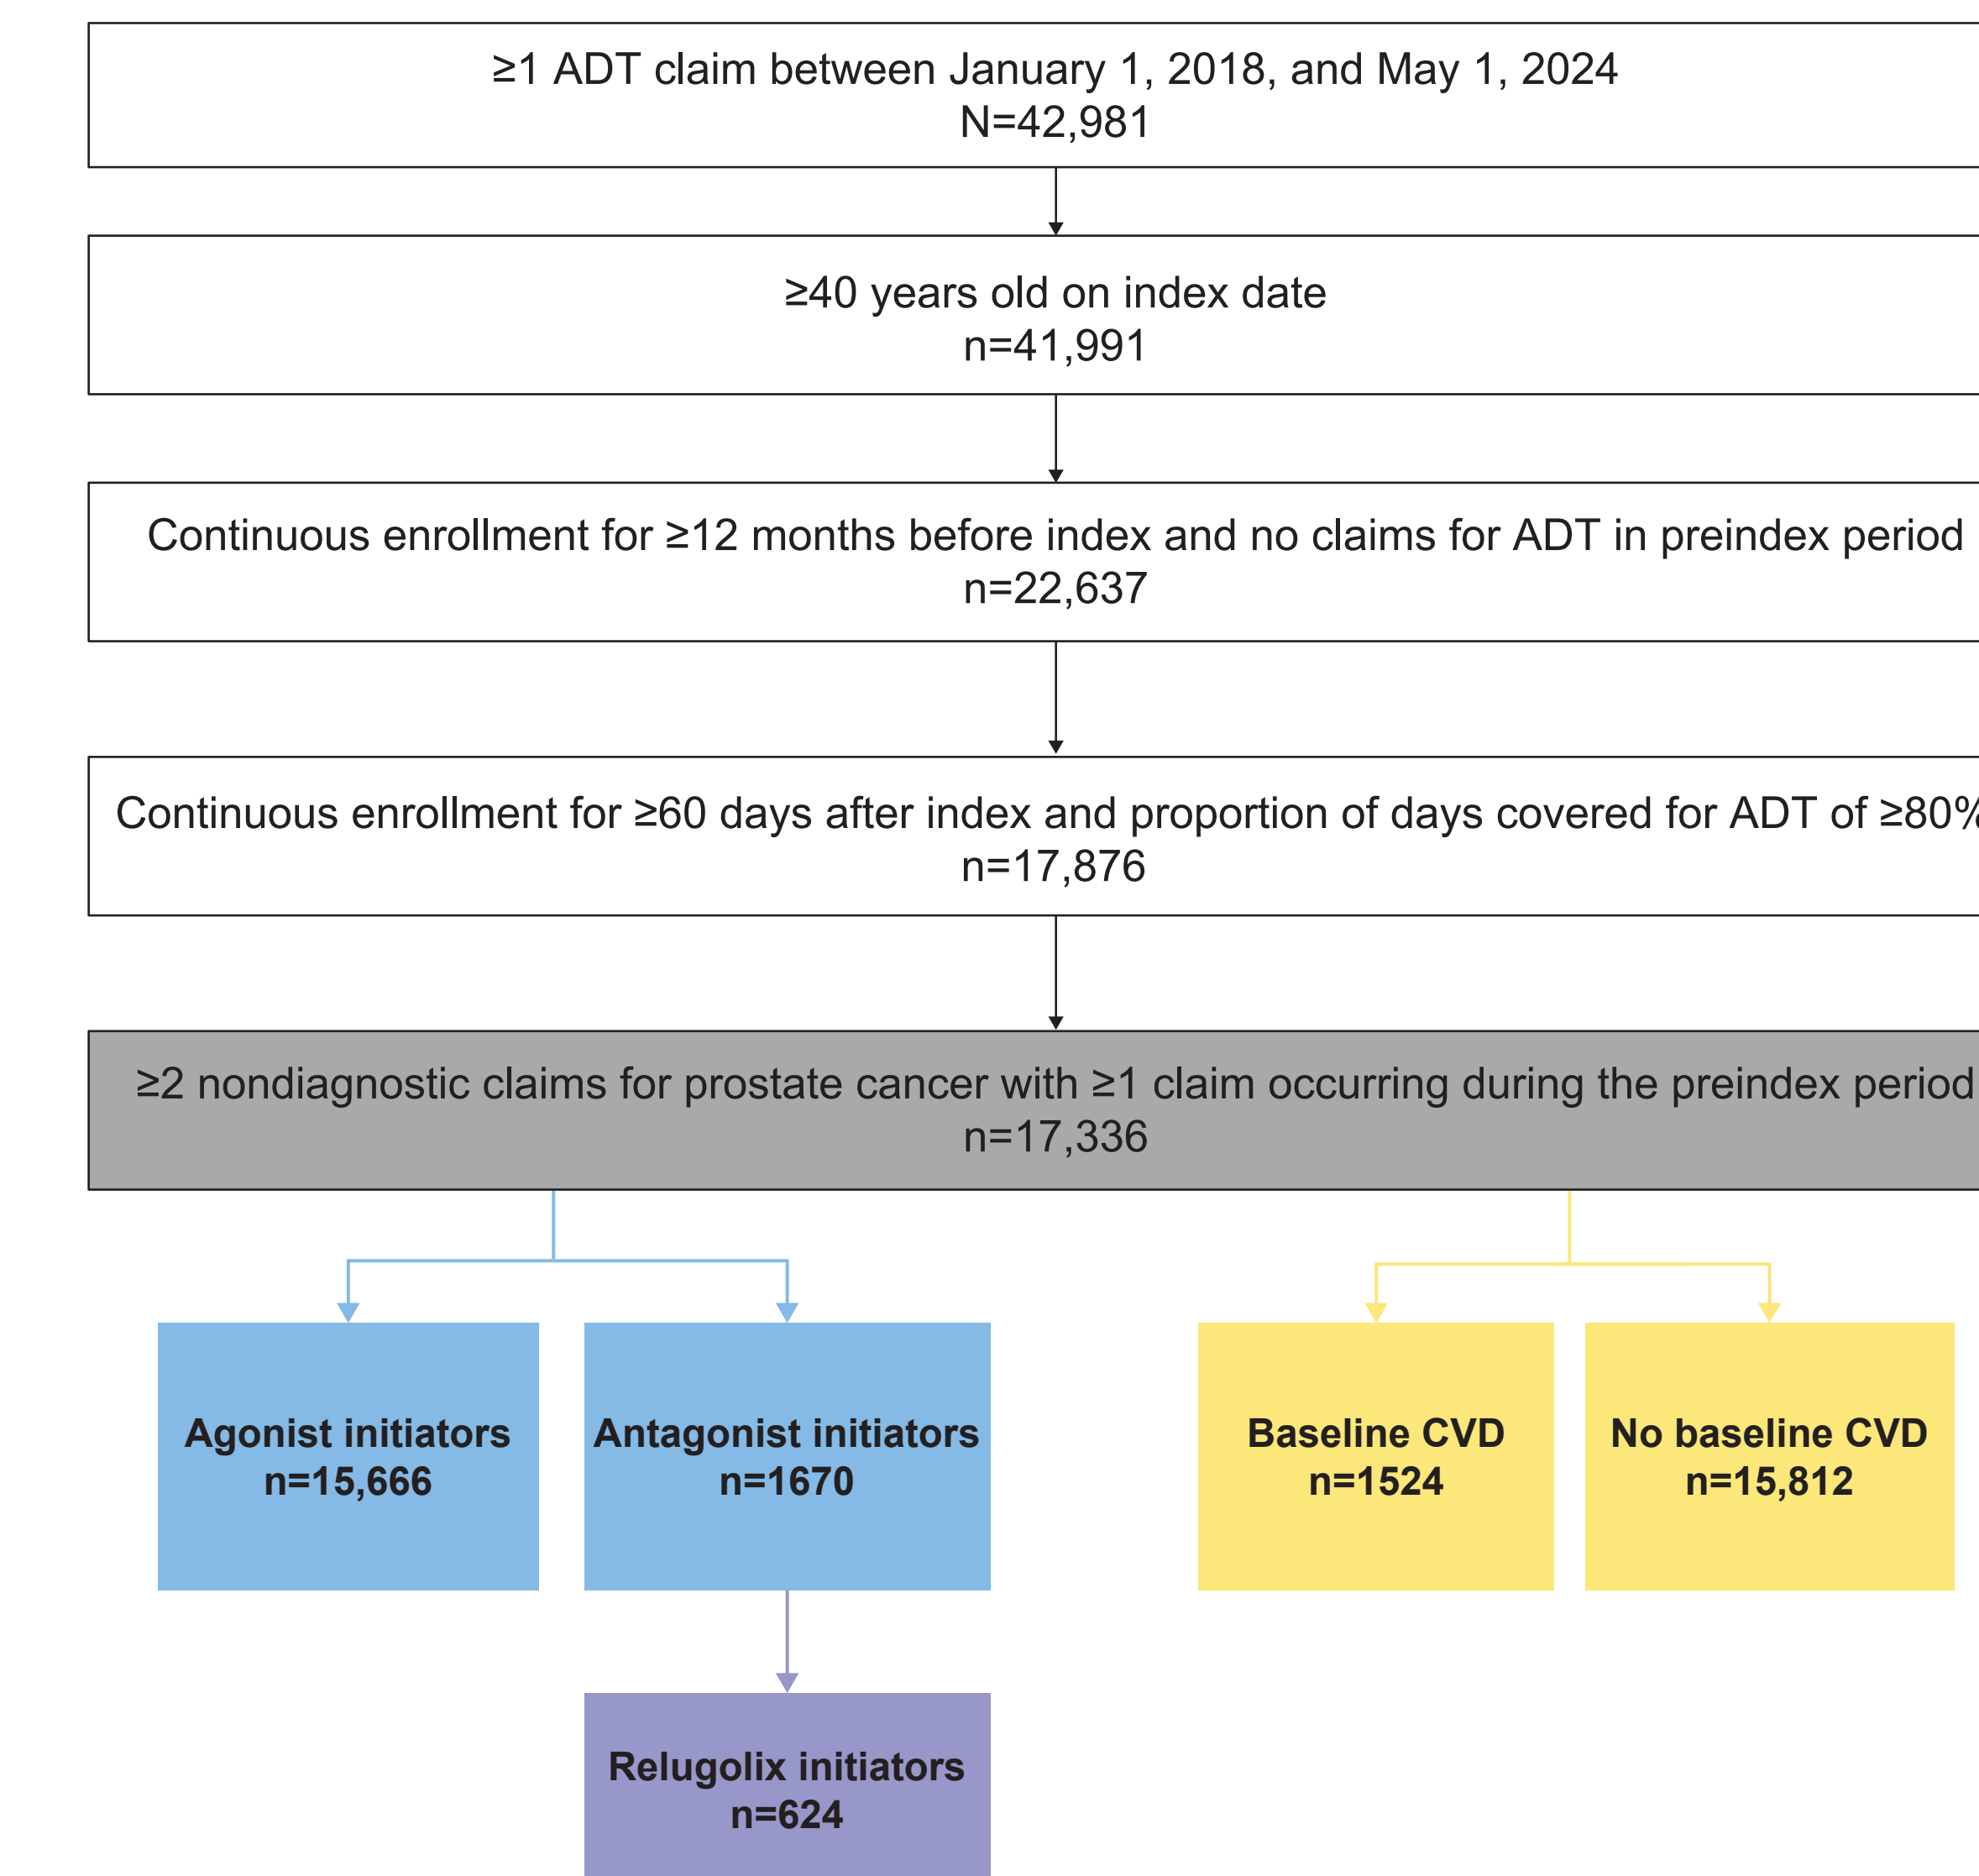 ≥1 ADT claim between January 1, 2018, and May 1, 2024
N=42,981
≥40 years old on index date
n=41,991
Continuous enrollment for ≥12 months before index and no claims for ADT in preindex period
n=22,637
Continuous enrollment for ≥60 days after index and proportion of days covered for ADT of ≥80%
n=17,876
≥2 nondiagnostic claims for prostate cancer with ≥1 claim occurring during the preindex period
n=17,336
Agonist initiators
n=15,666
Antagonist initiators
n=1670
Baseline CVD
n=1524
No baseline CVD
n=15,812
Relugolix initiators
n=624